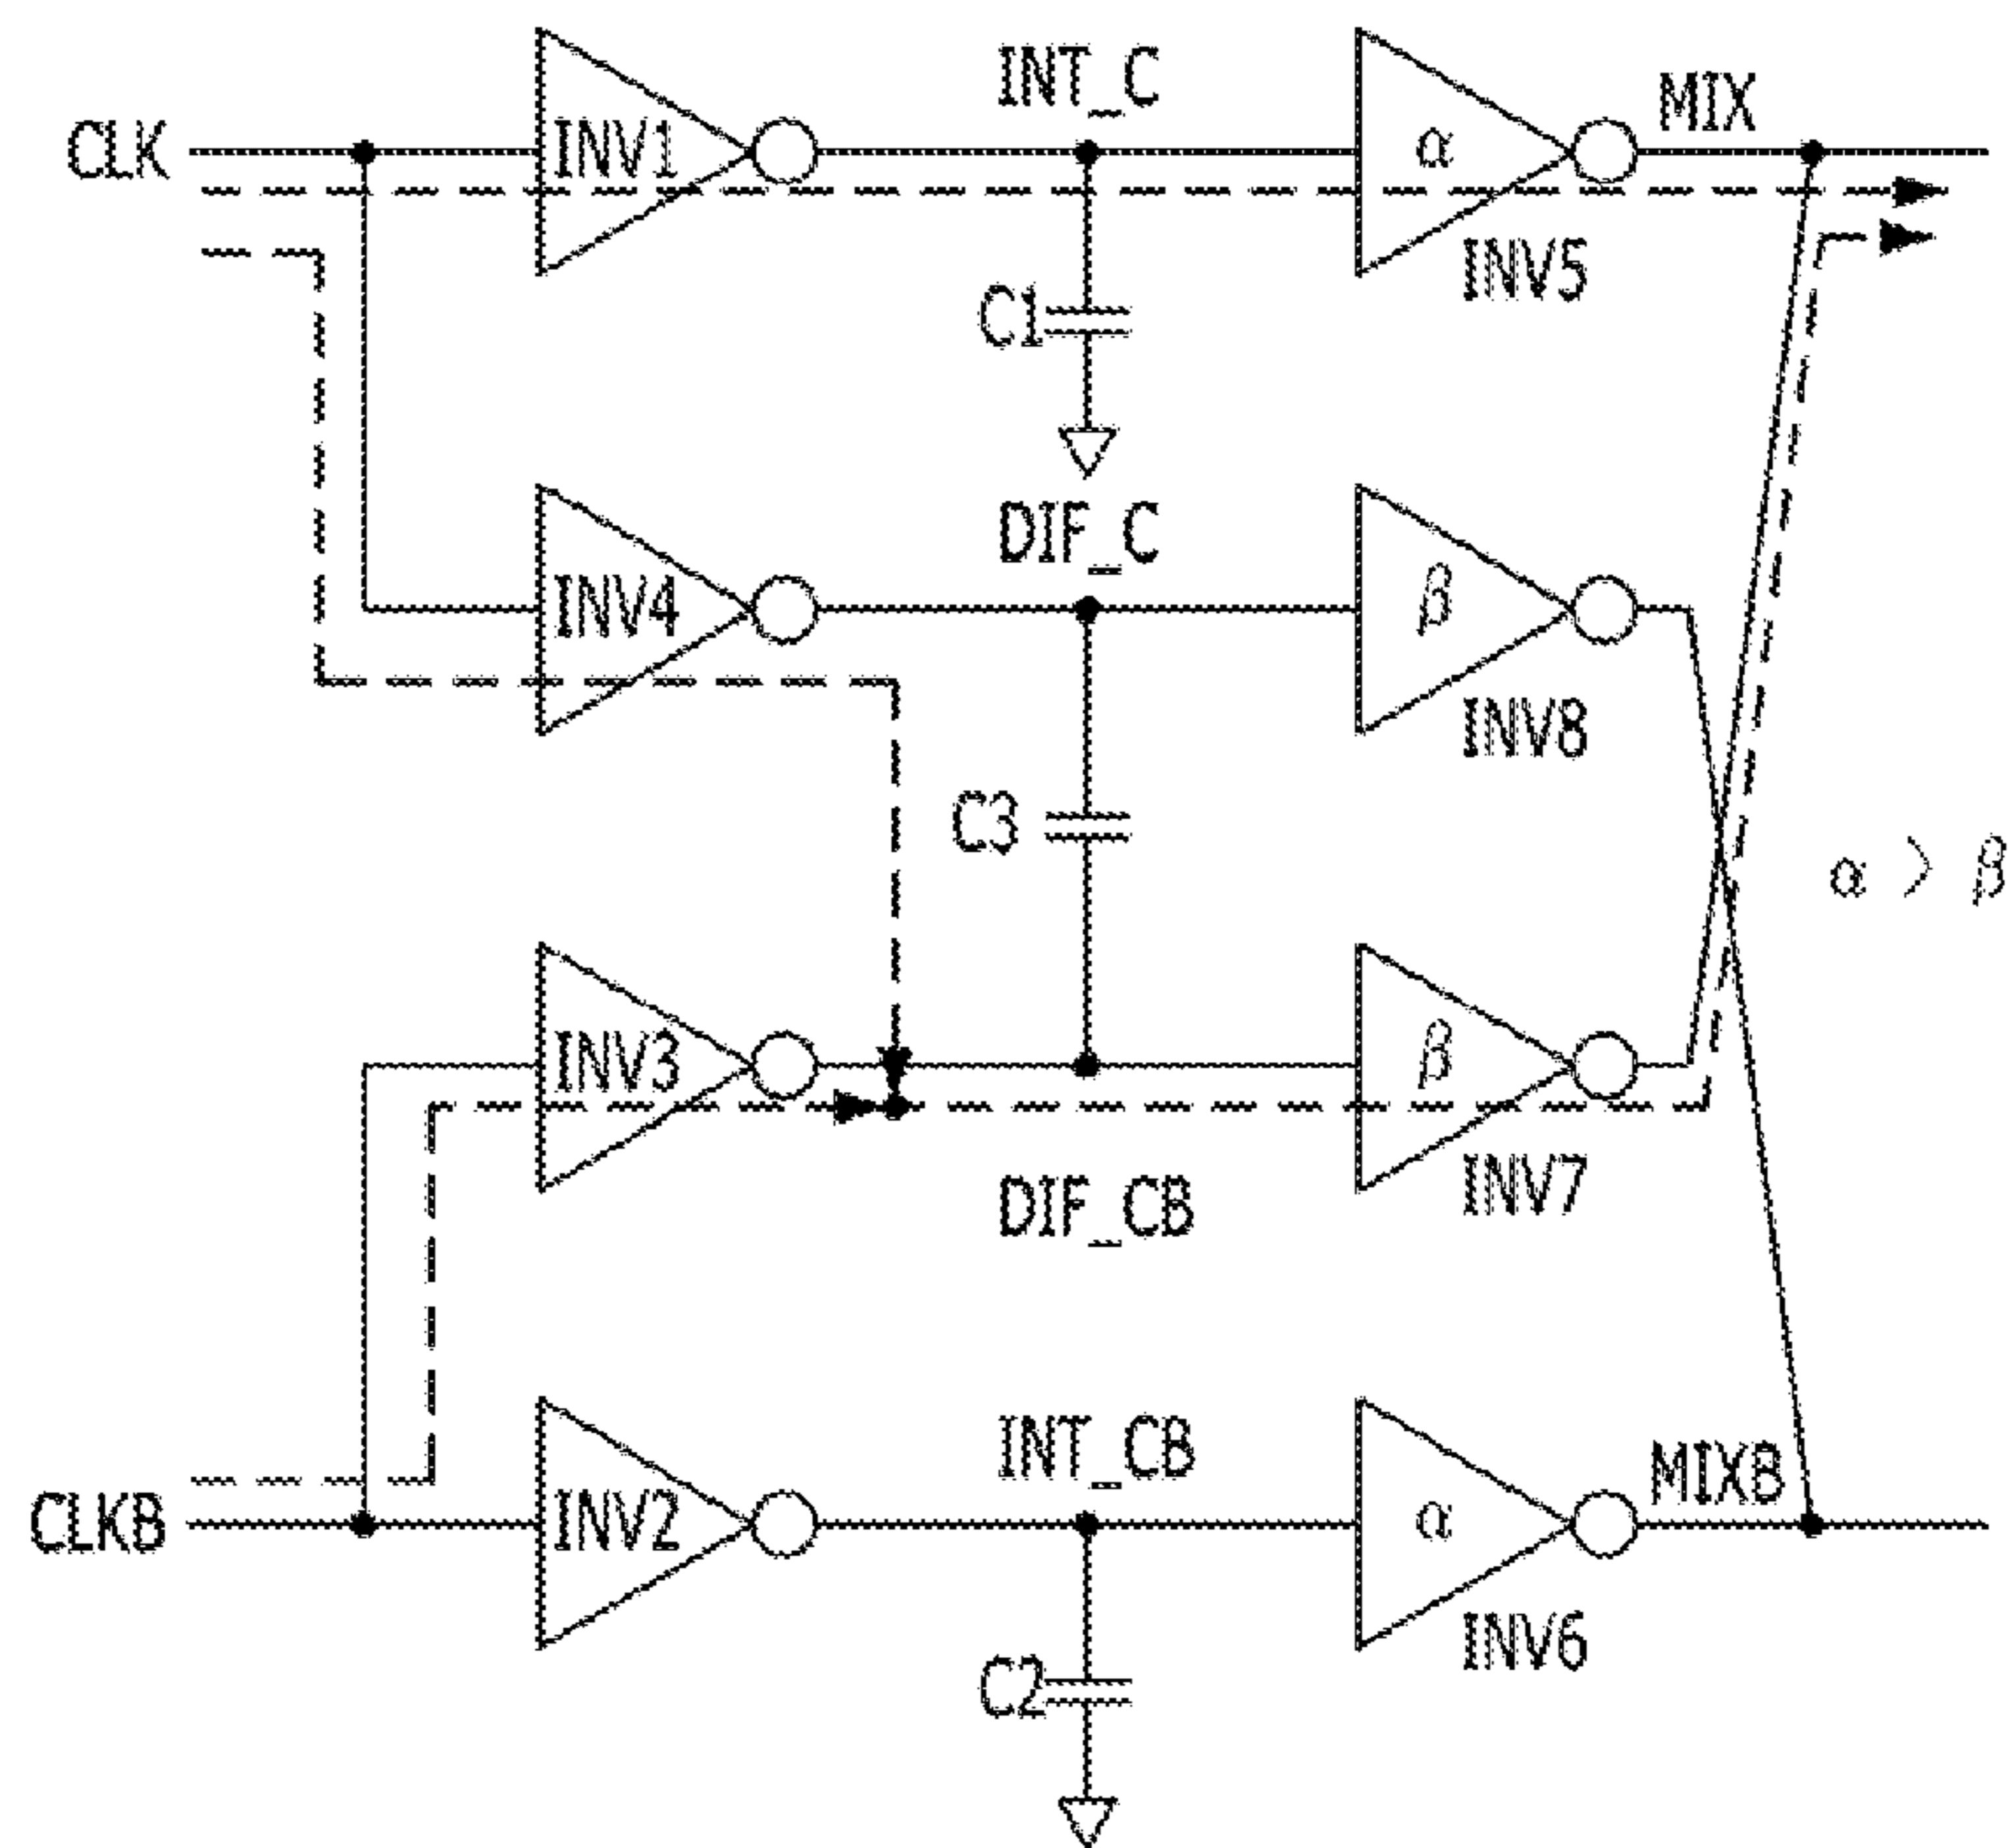 INT_C
MIX
CLK
INV1
α
INV5
C1
DIF_C
INV4
β
INV8
C3
α > β
INV3
β
INV7
DIF_CB
INT_CB
MIXB
CLKB
INV2
α
INV6
C2